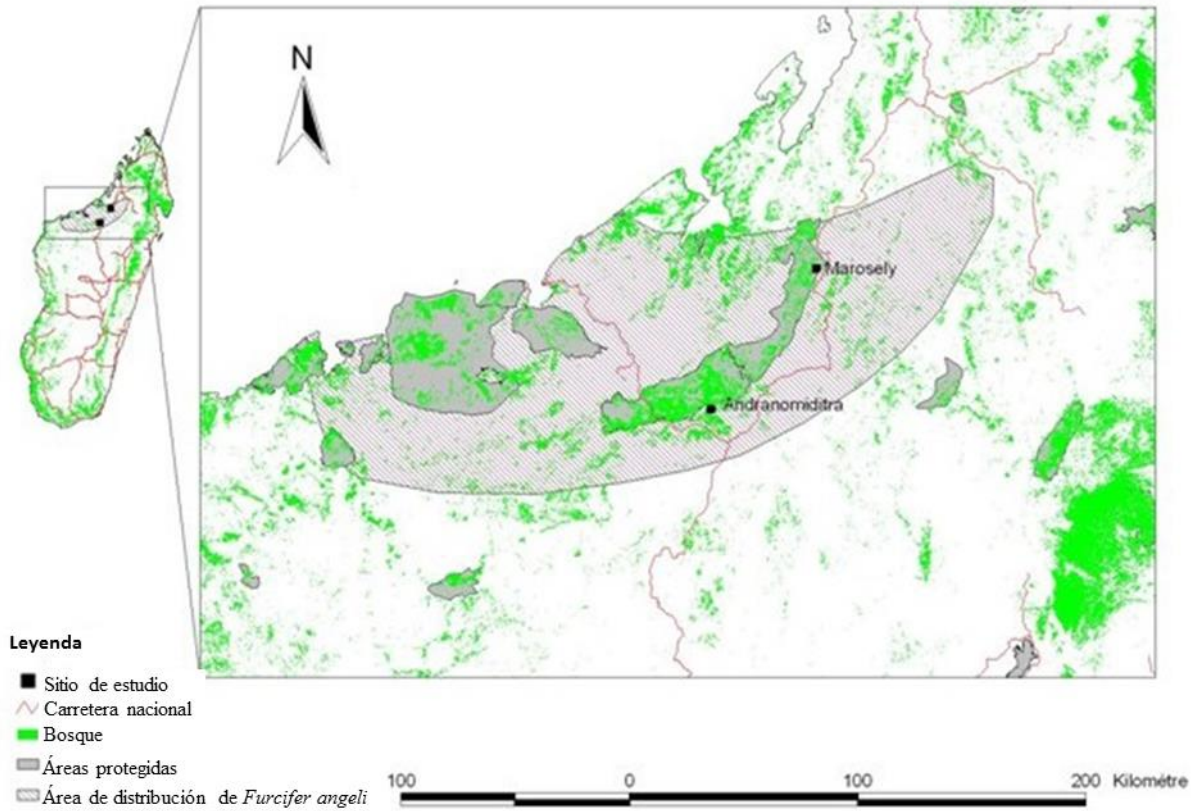 N
Marosely
Andranomiditra
Leyenda
Sitio de estudio
Carretera nacional
Bosque
Áreas protegidas
Área de distribución de Furcifer angeli
100 0 100 200 Kilométre